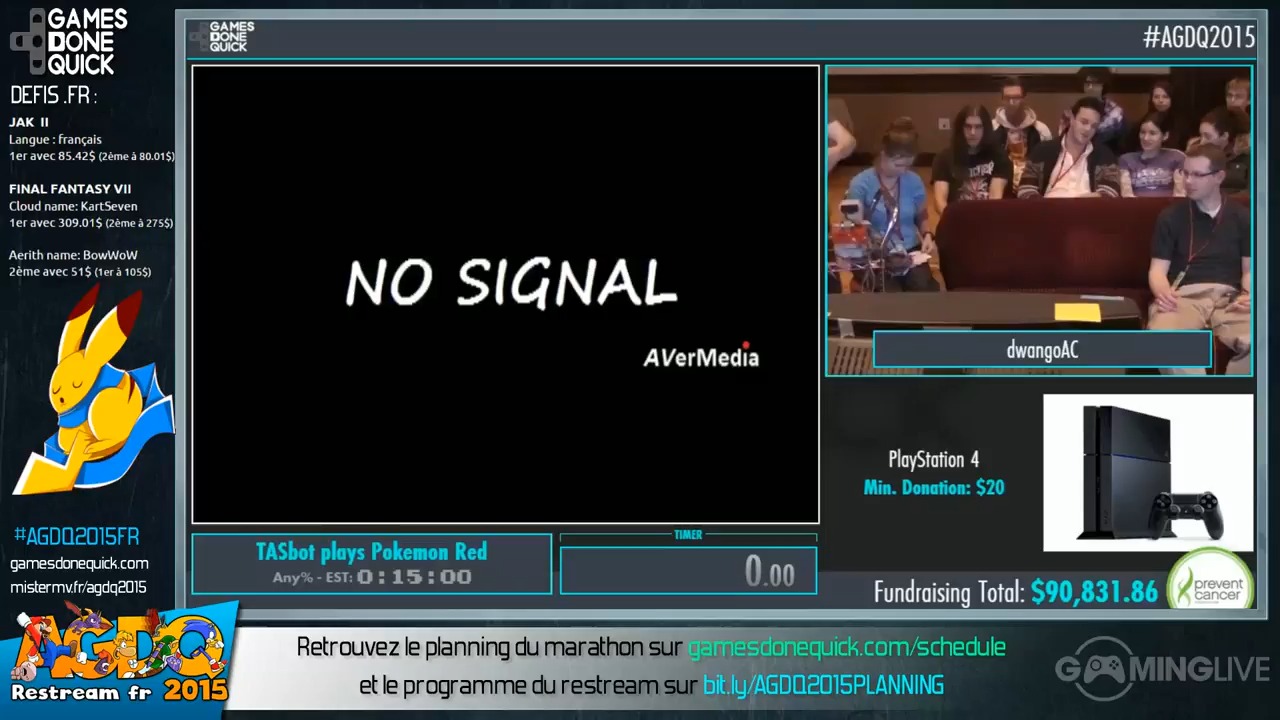 GAMES
DONE
QUICK
DEFIS .FR :
JAK II
Langue : français
1er avec 85.42$ (2ème à 80.01$)
FINAL FANTASY VII
Cloud name: KartSeven
1er avec 309.01$ (2ème à 275$)
Aerith name: BowWoW
2ème avec 51$ (1er à 105$)
#AGDQ2015FR
gamesdonequick.com
mistermv.fr/agdq2015
AGDQ
Restream fr 2015
GAMES
DONE
QUICK
#AGDQ2015
NO SIGNAL
AVerMedia
dwangoAC
PlayStation 4
Min. Donation: $20
TASbot plays Pokemon Red
Any% - EST: 0:15:00
TIMER
0.00
Fundraising Total: $90,831.86
prevent
cancer
Retrouvez le planning du marathon sur gamesdonequick.com/schedule
et le programme du restream sur bit.ly/AGDQ2015PLANNING
GAMINGLIVE